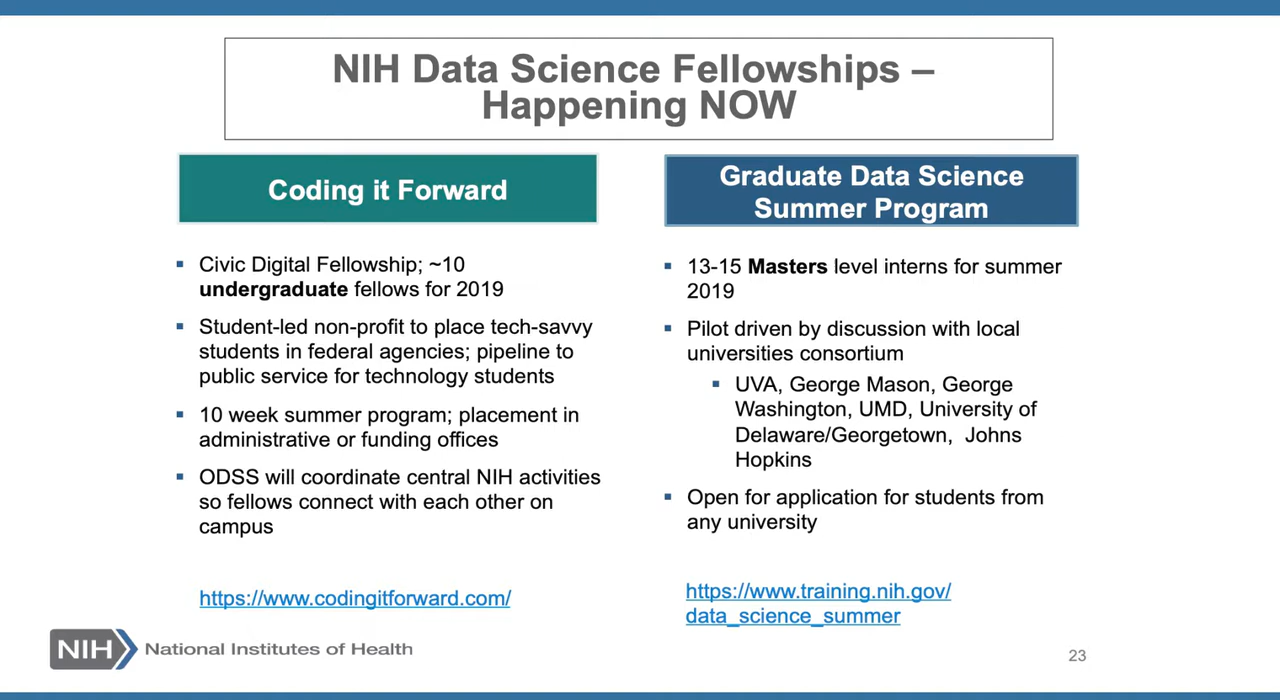 NIH Data Science Fellowships –
Happening NOW
Coding it Forward
▪ Civic Digital Fellowship; ~10
undergraduate fellows for 2019
▪ Student-led non-profit to place tech-savvy
students in federal agencies; pipeline to
public service for technology students
▪ 10 week summer program; placement in
administrative or funding offices
▪ ODSS will coordinate central NIH activities
so fellows connect with each other on
campus
https://www.codingitforward.com/
Graduate Data Science
Summer Program
▪ 13-15 Masters level interns for summer
2019
▪ Pilot driven by discussion with local
universities consortium
▪ UVA, George Mason, George
Washington, UMD, University of
Delaware/Georgetown, Johns
Hopkins
▪ Open for application for students from
any university
https://www.training.nih.gov/
data_science_summer
NIH National Institutes of Health
23